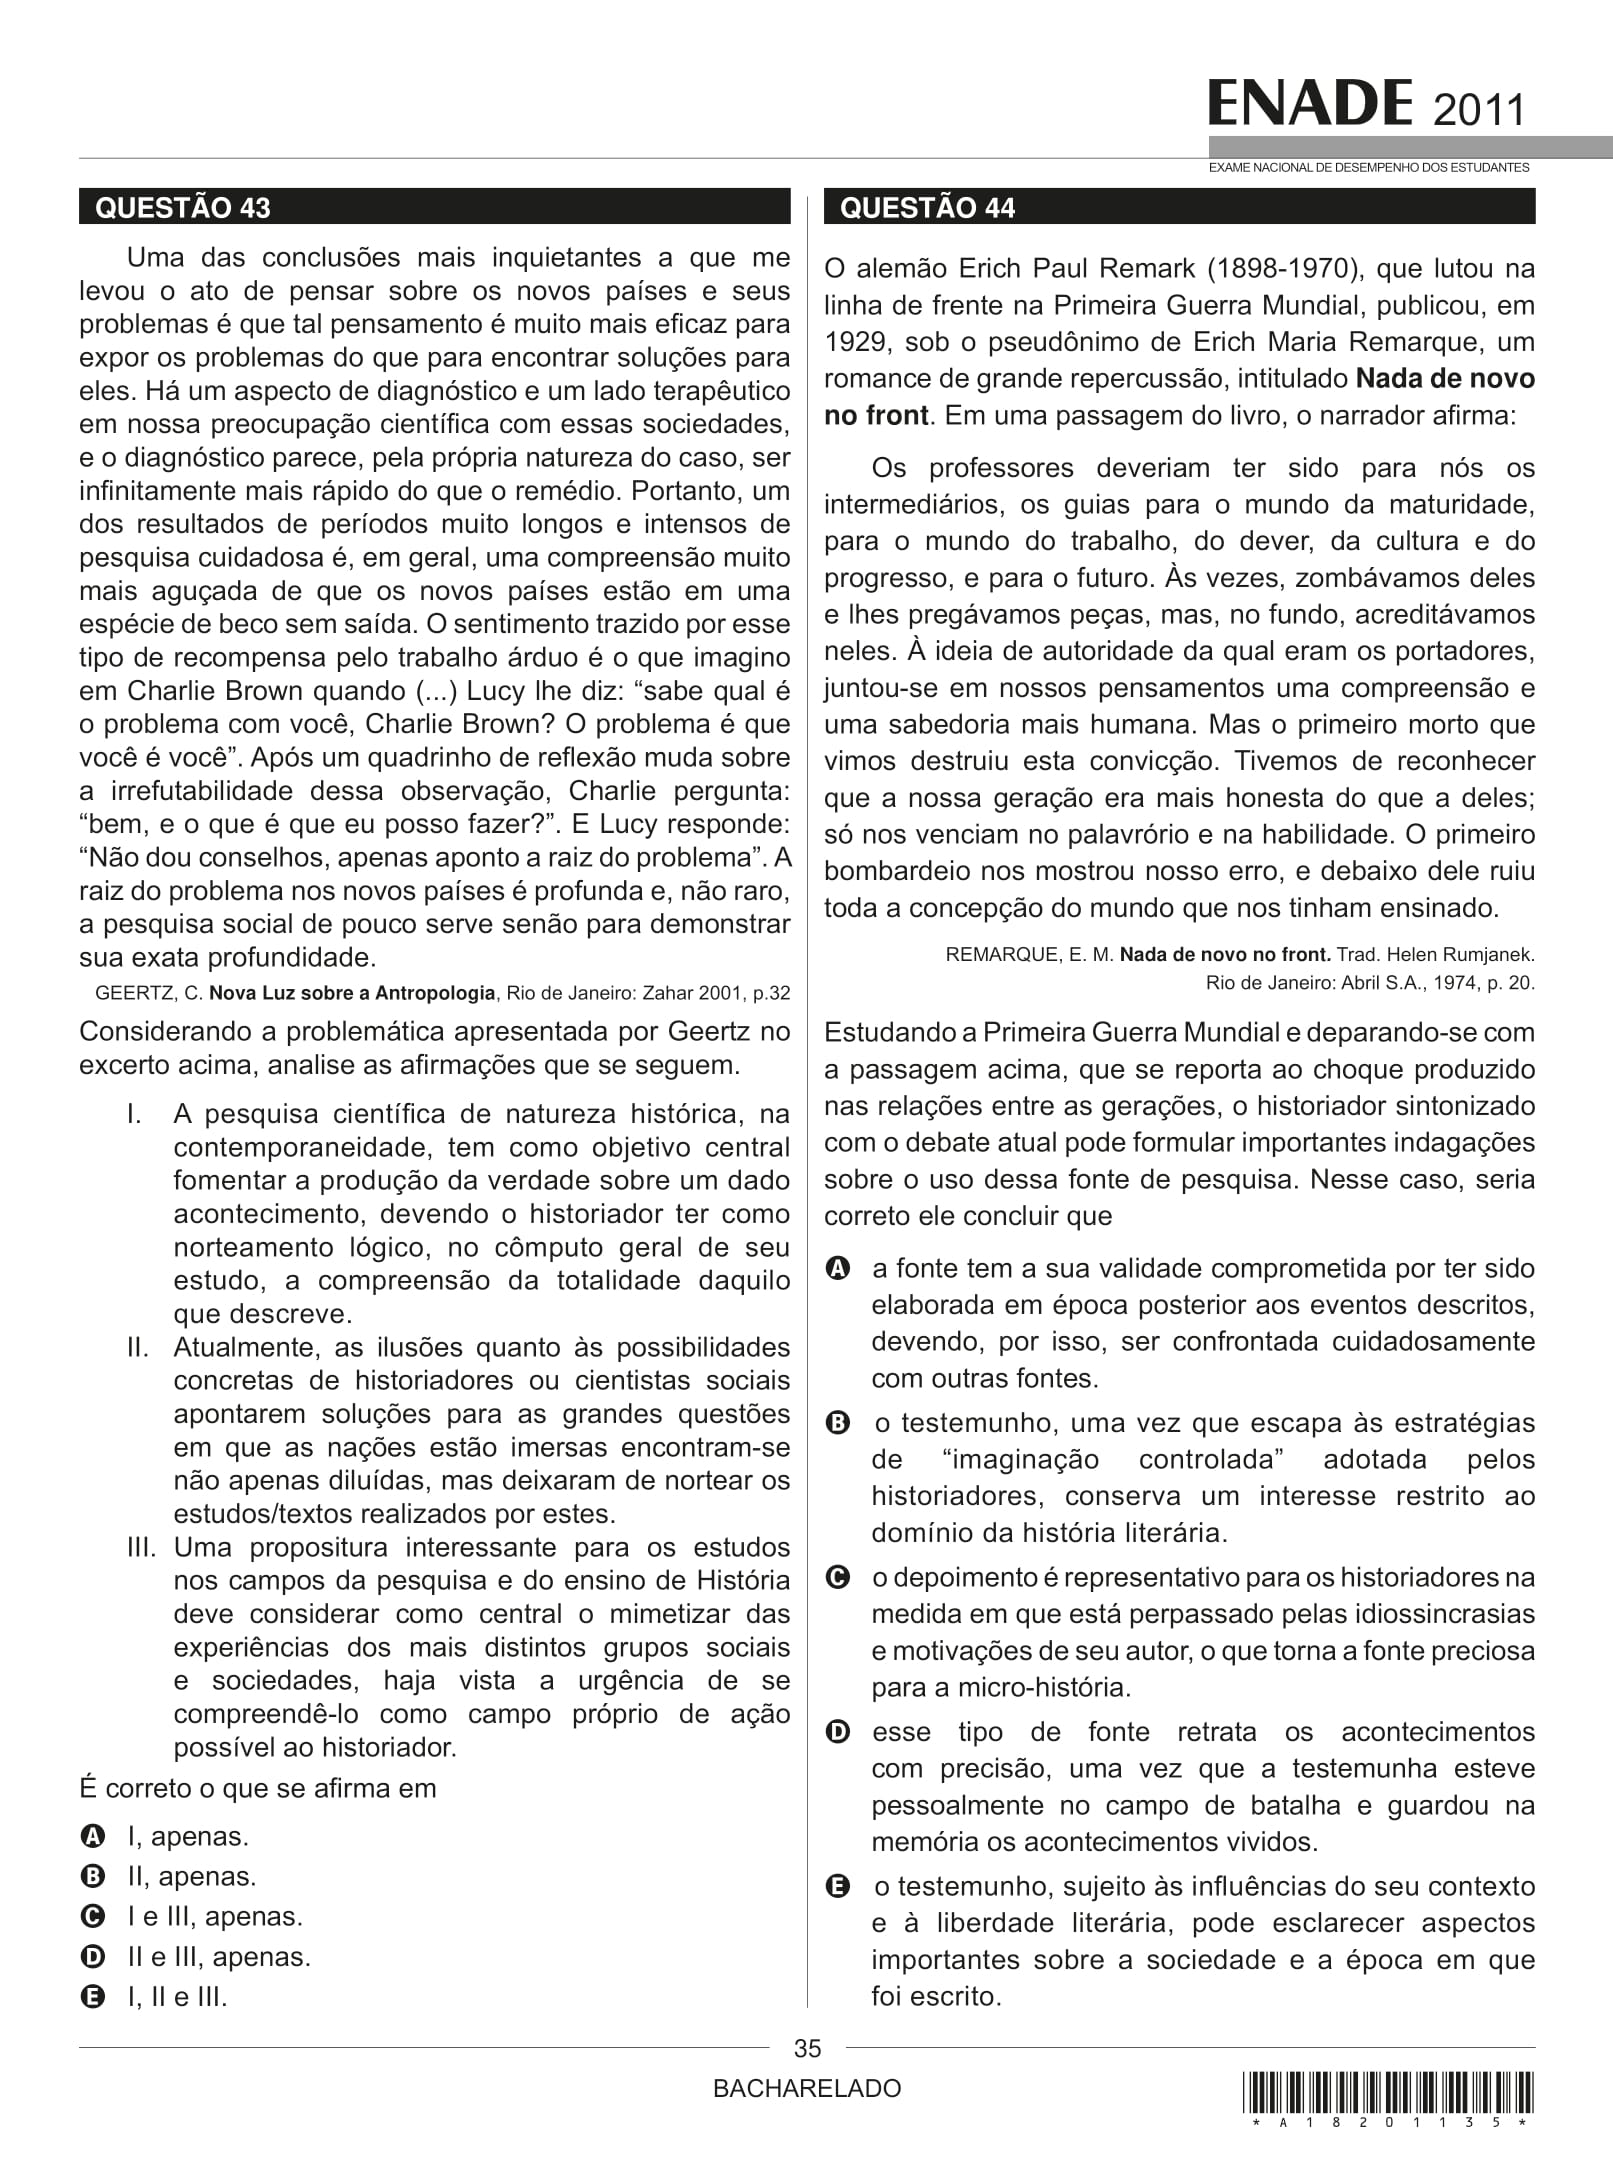 ENADE 2011
EXAME NACIONAL DE DESEMPENHO DOS ESTUDANTES
QUESTÃO 43
Uma das conclusões mais inquietantes a que me
levou o ato de pensar sobre os novos países e seus
problemas é que tal pensamento é muito mais eficaz para
expor os problemas do que para encontrar soluções para
eles. Há um aspecto de diagnóstico e um lado terapêutico
em nossa preocupação científica com essas sociedades,
e o diagnóstico parece, pela própria natureza do caso, ser
infinitamente mais rápido do que o remédio. Portanto, um
dos resultados de períodos muito longos e intensos de
pesquisa cuidadosa é, em geral, uma compreensão muito
mais aguçada de que os novos países estão em uma
espécie de beco sem saída. O sentimento trazido por esse
tipo de recompensa pelo trabalho árduo é o que imagino
em Charlie Brown quando (...) Lucy lhe diz: “sabe qual é
o problema com você, Charlie Brown? O problema é que
você é você”. Após um quadrinho de reflexão muda sobre
a irrefutabilidade dessa observação, Charlie pergunta:
“bem, e o que é que eu posso fazer?”. E Lucy responde:
“Não dou conselhos, apenas aponto a raiz do problema”. A
raiz do problema nos novos países é profunda e, não raro,
a pesquisa social de pouco serve senão para demonstrar
sua exata profundidade.
GEERTZ, C. Nova Luz sobre a Antropologia, Rio de Janeiro: Zahar 2001, p.32
Considerando a problemática apresentada por Geertz no
excerto acima, analise as afirmações que se seguem.
I. A pesquisa científica de natureza histórica, na
contemporaneidade, tem como objetivo central
fomentar a produção da verdade sobre um dado
acontecimento, devendo o historiador ter como
norteamento lógico, no cômputo geral de seu
estudo, a compreensão da totalidade daquilo
que descreve.
II. Atualmente, as ilusões quanto às possibilidades
concretas de historiadores ou cientistas sociais
apontarem soluções para as grandes questões
em que as nações estão imersas encontram-se
não apenas diluídas, mas deixaram de nortear os
estudos/textos realizados por estes.
III. Uma propositura interessante para os estudos
nos campos da pesquisa e do ensino de História
deve considerar como central o mimetizar das
experiências dos mais distintos grupos sociais
e sociedades, haja vista a urgência de se
compreendê-lo como campo próprio de ação
possível ao historiador.
É correto o que se afirma em
A I, apenas.
B II, apenas.
C I e III, apenas.
D II e III, apenas.
E I, II e III.
QUESTÃO 44
O alemão Erich Paul Remark (1898-1970), que lutou na
linha de frente na Primeira Guerra Mundial, publicou, em
1929, sob o pseudônimo de Erich Maria Remarque, um
romance de grande repercussão, intitulado Nada de novo
no front. Em uma passagem do livro, o narrador afirma:
Os professores deveriam ter sido para nós os
intermediários, os guias para o mundo da maturidade,
para o mundo do trabalho, do dever, da cultura e do
progresso, e para o futuro. Às vezes, zombávamos deles
e lhes pregávamos peças, mas, no fundo, acreditávamos
neles. À ideia de autoridade da qual eram os portadores,
juntou-se em nossos pensamentos uma compreensão e
uma sabedoria mais humana. Mas o primeiro morto que
vimos destruiu esta convicção. Tivemos de reconhecer
que a nossa geração era mais honesta do que a deles;
só nos venciam no palavrório e na habilidade. O primeiro
bombardeio nos mostrou nosso erro, e debaixo dele ruiu
toda a concepção do mundo que nos tinham ensinado.
REMARQUE, E. M. Nada de novo no front. Trad. Helen Rumjanek.
Rio de Janeiro: Abril S.A., 1974, p. 20.
Estudando a Primeira Guerra Mundial e deparando-se com
a passagem acima, que se reporta ao choque produzido
nas relações entre as gerações, o historiador sintonizado
com o debate atual pode formular importantes indagações
sobre o uso dessa fonte de pesquisa. Nesse caso, seria
correto ele concluir que
A a fonte tem a sua validade comprometida por ter sido
elaborada em época posterior aos eventos descritos,
devendo, por isso, ser confrontada cuidadosamente
com outras fontes.
B o testemunho, uma vez que escapa às estratégias
de “imaginação controlada” adotada pelos
historiadores, conserva um interesse restrito ao
domínio da história literária.
C o depoimento é representativo para os historiadores na
medida em que está perpassado pelas idiossincrasias
e motivações de seu autor, o que torna a fonte preciosa
para a micro-história.
D esse tipo de fonte retrata os acontecimentos
com precisão, uma vez que a testemunha esteve
pessoalmente no campo de batalha e guardou na
memória os acontecimentos vividos.
E o testemunho, sujeito às influências do seu contexto
e à liberdade literária, pode esclarecer aspectos
importantes sobre a sociedade e a época em que
foi escrito.
35
BACHARELADO
*A18201135*